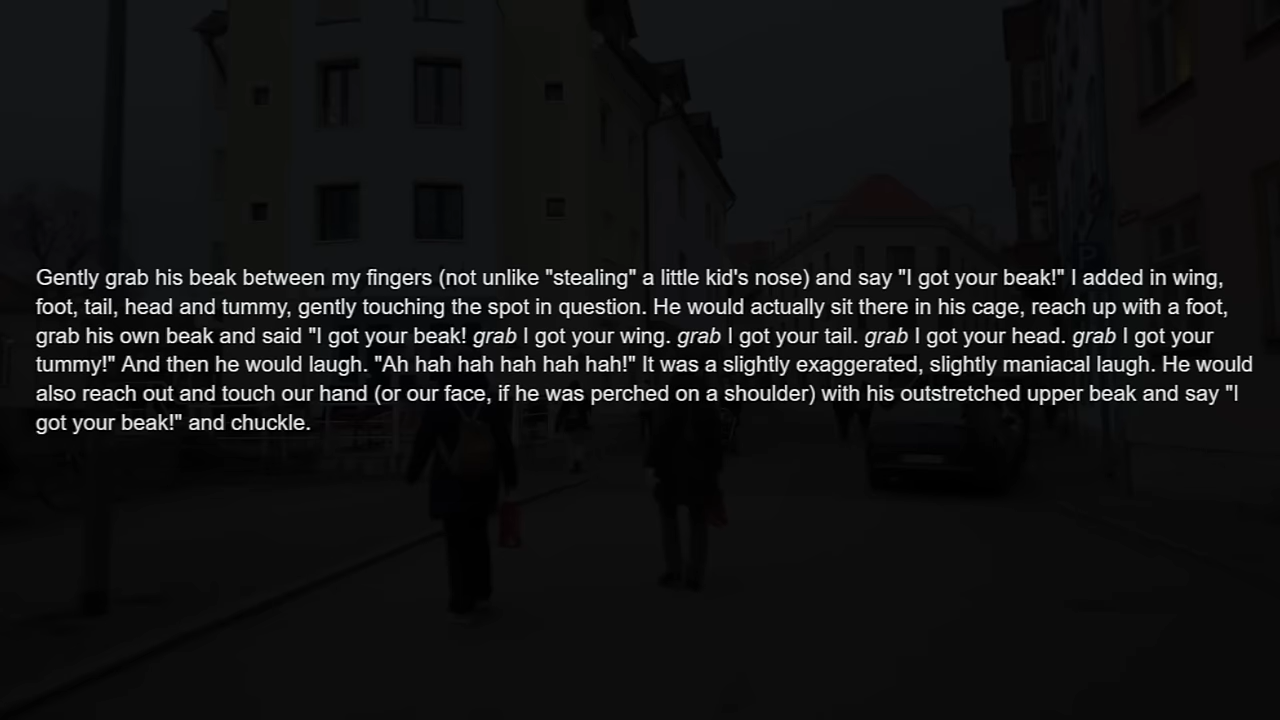 Gently grab his beak between my fingers (not unlike "stealing" a little kid's nose) and say "I got your beak!" I added in wing,
foot, tail, head and tummy, gently touching the spot in question. He would actually sit there in his cage, reach up with a foot,
grab his own beak and said "I got your beak! grab I got your wing. grab I got your tail. grab I got your head. grab I got your
tummy!" And then he would laugh. "Ah hah hah hah hah hah!" It was a slightly exaggerated, slightly maniacal laugh. He would
also reach out and touch our hand (or our face, if he was perched on a shoulder) with his outstretched upper beak and say "I
got your beak!" and chuckle.